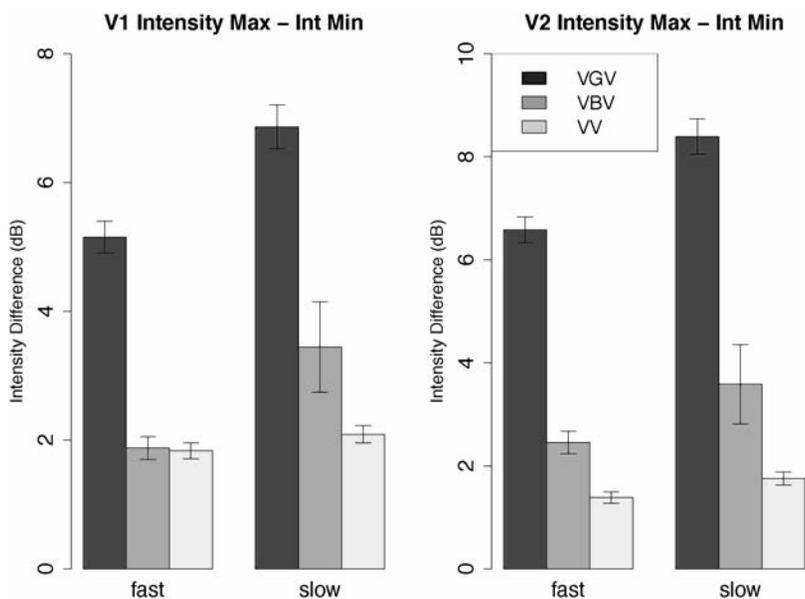 V1 Intensity Max – Int Min
V2 Intensity Max – Int Min
Intensity Difference (dB)
0
2
4
6
8
fast
slow
Intensity Difference (dB)
0
2
4
6
8
10
VGV
VBV
VV
fast
slow